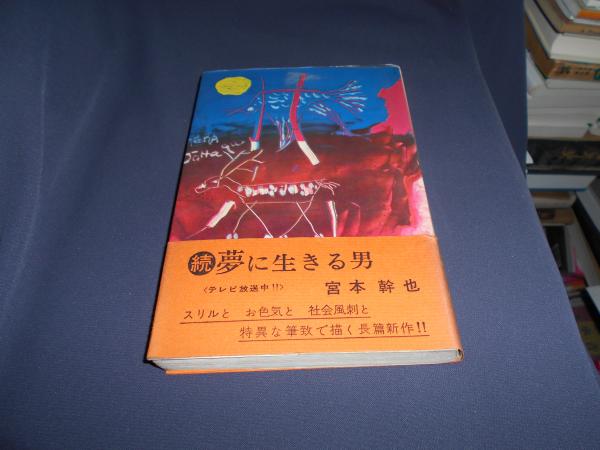 続 夢に生きる男
〈テレビ放送中!!〉 宮本幹也
スリルと お色気と 社会風刺と
特異な筆致で描く長篇新作!!